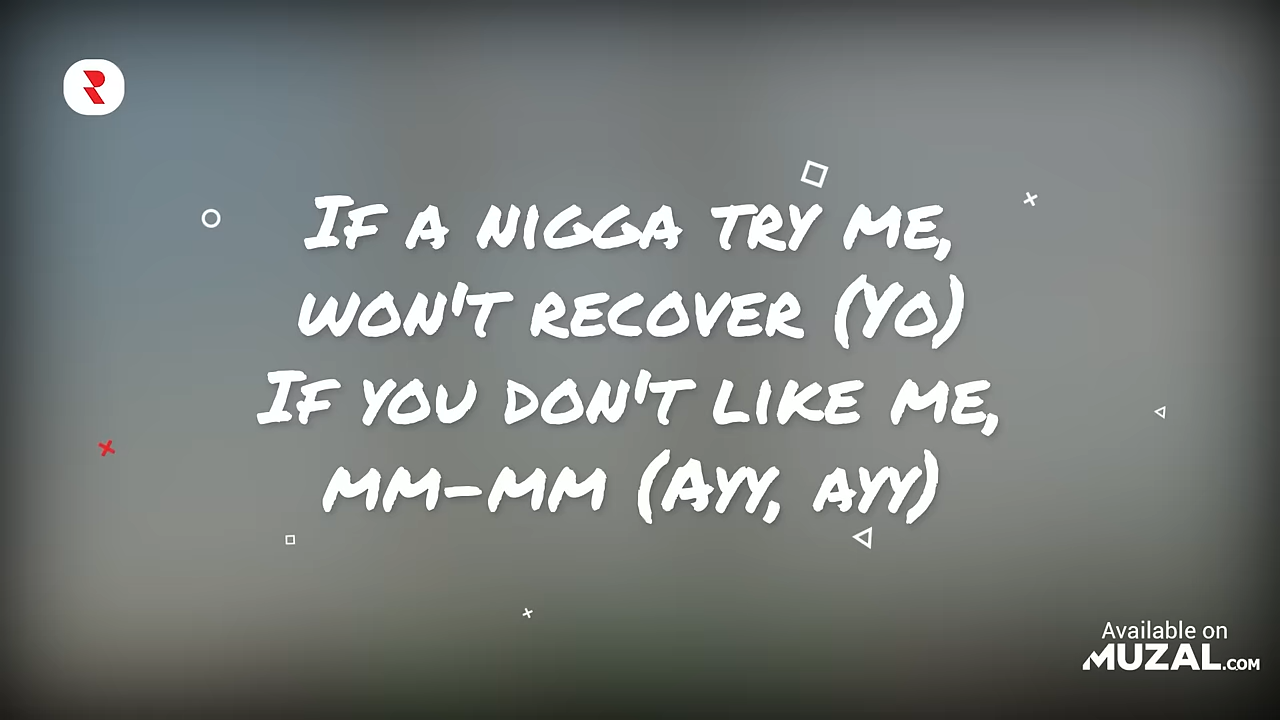 If a nigga try me,
won't recover (Yo)
If you don't like me,
mm-mm (Ayy, ayy)
Available on
MUZAL.COM